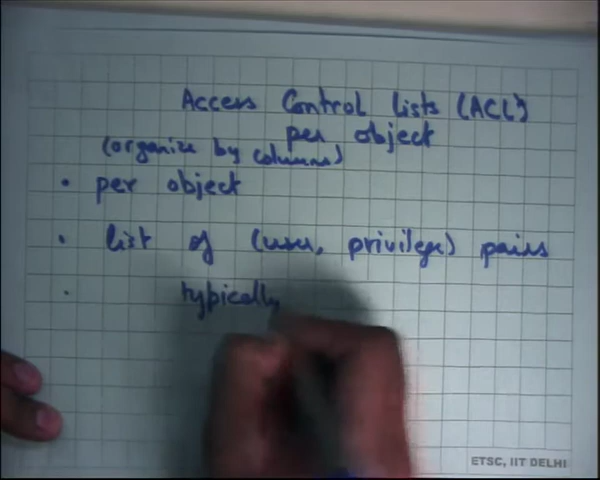 Access Control Lists (ACL)
per object
(organize by columns)
• per object
• list of (user, privilege) pairs
• typically
ETSC, IIT DELHI